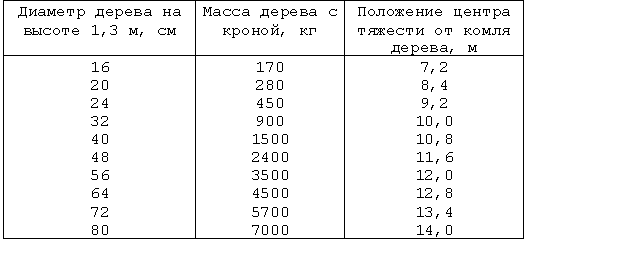 Диаметр дерева на Масса дерева с Положение центра
высоте 1,3 м, см кроной, кг тяжести от комля
дерева, м
16 170 7,2
20 280 8,4
24 450 9,2
32 900 10,0
40 1500 10,8
48 2400 11,6
56 3500 12,0
64 4500 12,8
72 5700 13,4
80 7000 14,0